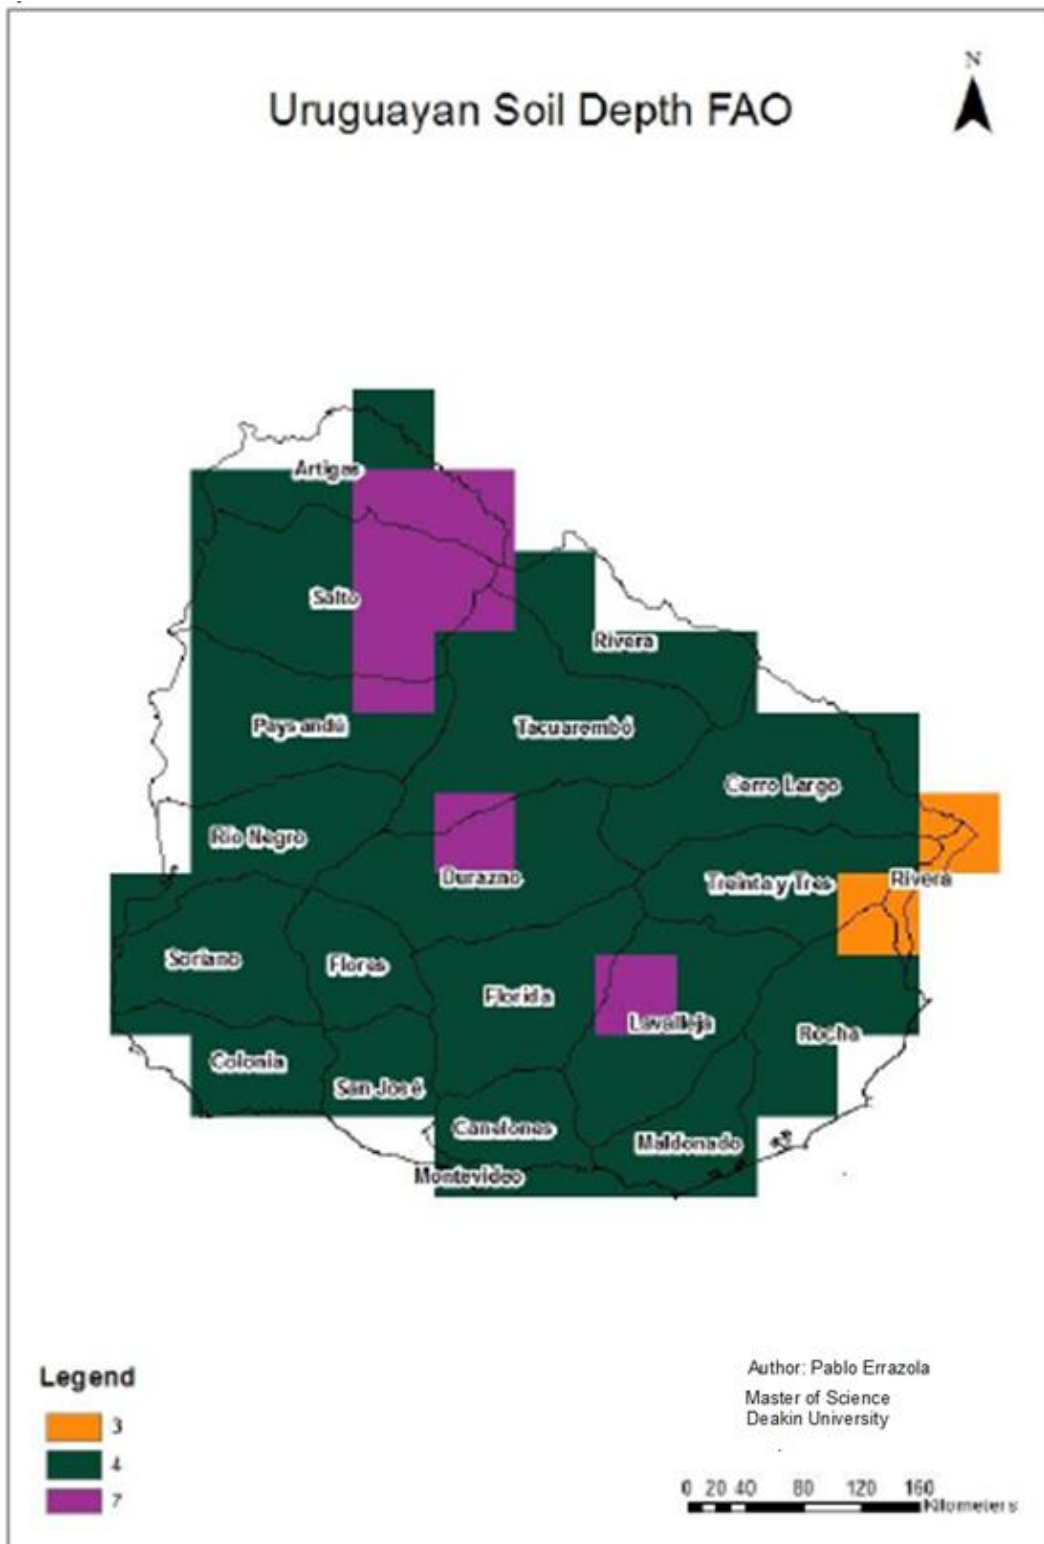 N
Uruguayan Soil Depth FAO
Artigas
Salto
Rivera
Paysandú
Tacuarembó
Cerro Largo
Río Negro
Durazno
Treinta y Tres
Rivera
Soriano
Flores
Florida
Lavalleja
Rocha
Colonia
San José
Canelones
Maldonado
Montevideo
Legend
3
4
7
Author: Pablo Errazola
Master of Science
Deakin University
0 20 40 80 120 160
Kilometers